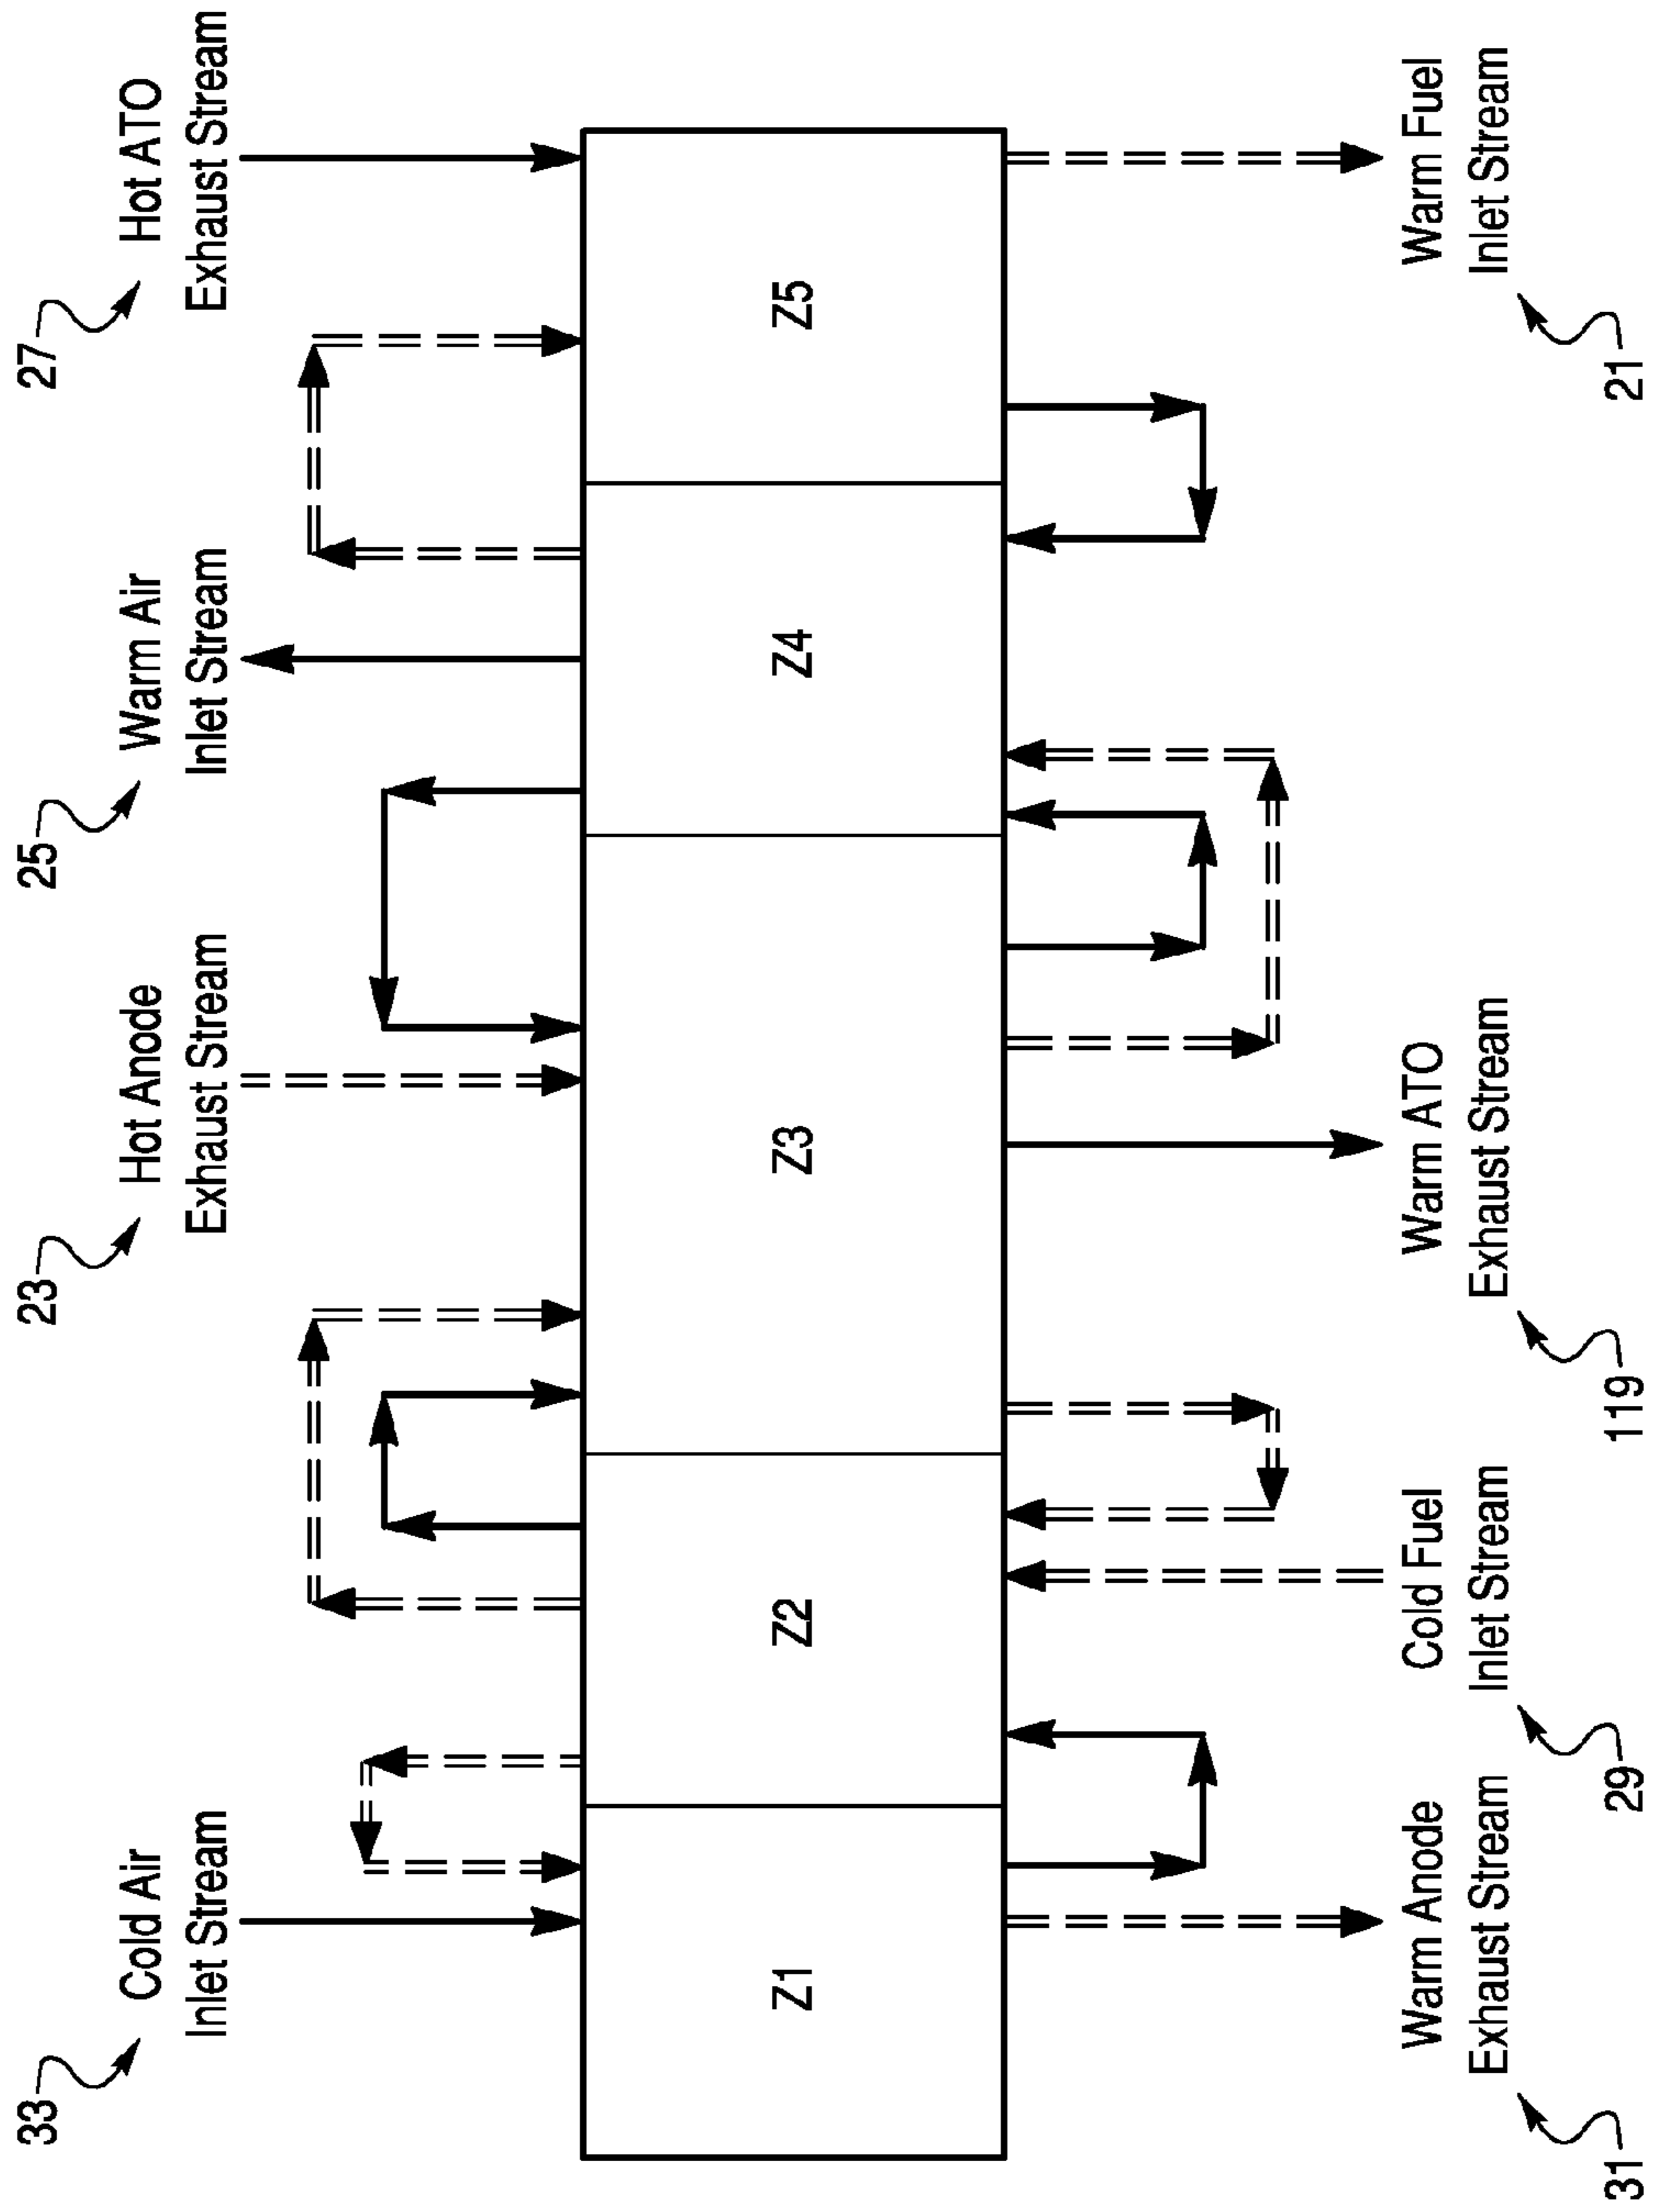 33
Cold Air
Inlet Stream
23
Hot Anode
Exhaust Stream
25
Warm Air
Inlet Stream
27
Hot ATO
Exhaust Stream
Z1
Z2
Z3
Z4
Z5
Warm Anode
Exhaust Stream
31
Cold Fuel
Inlet Stream
29
Warm ATO
Exhaust Stream
119
Warm Fuel
Inlet Stream
21